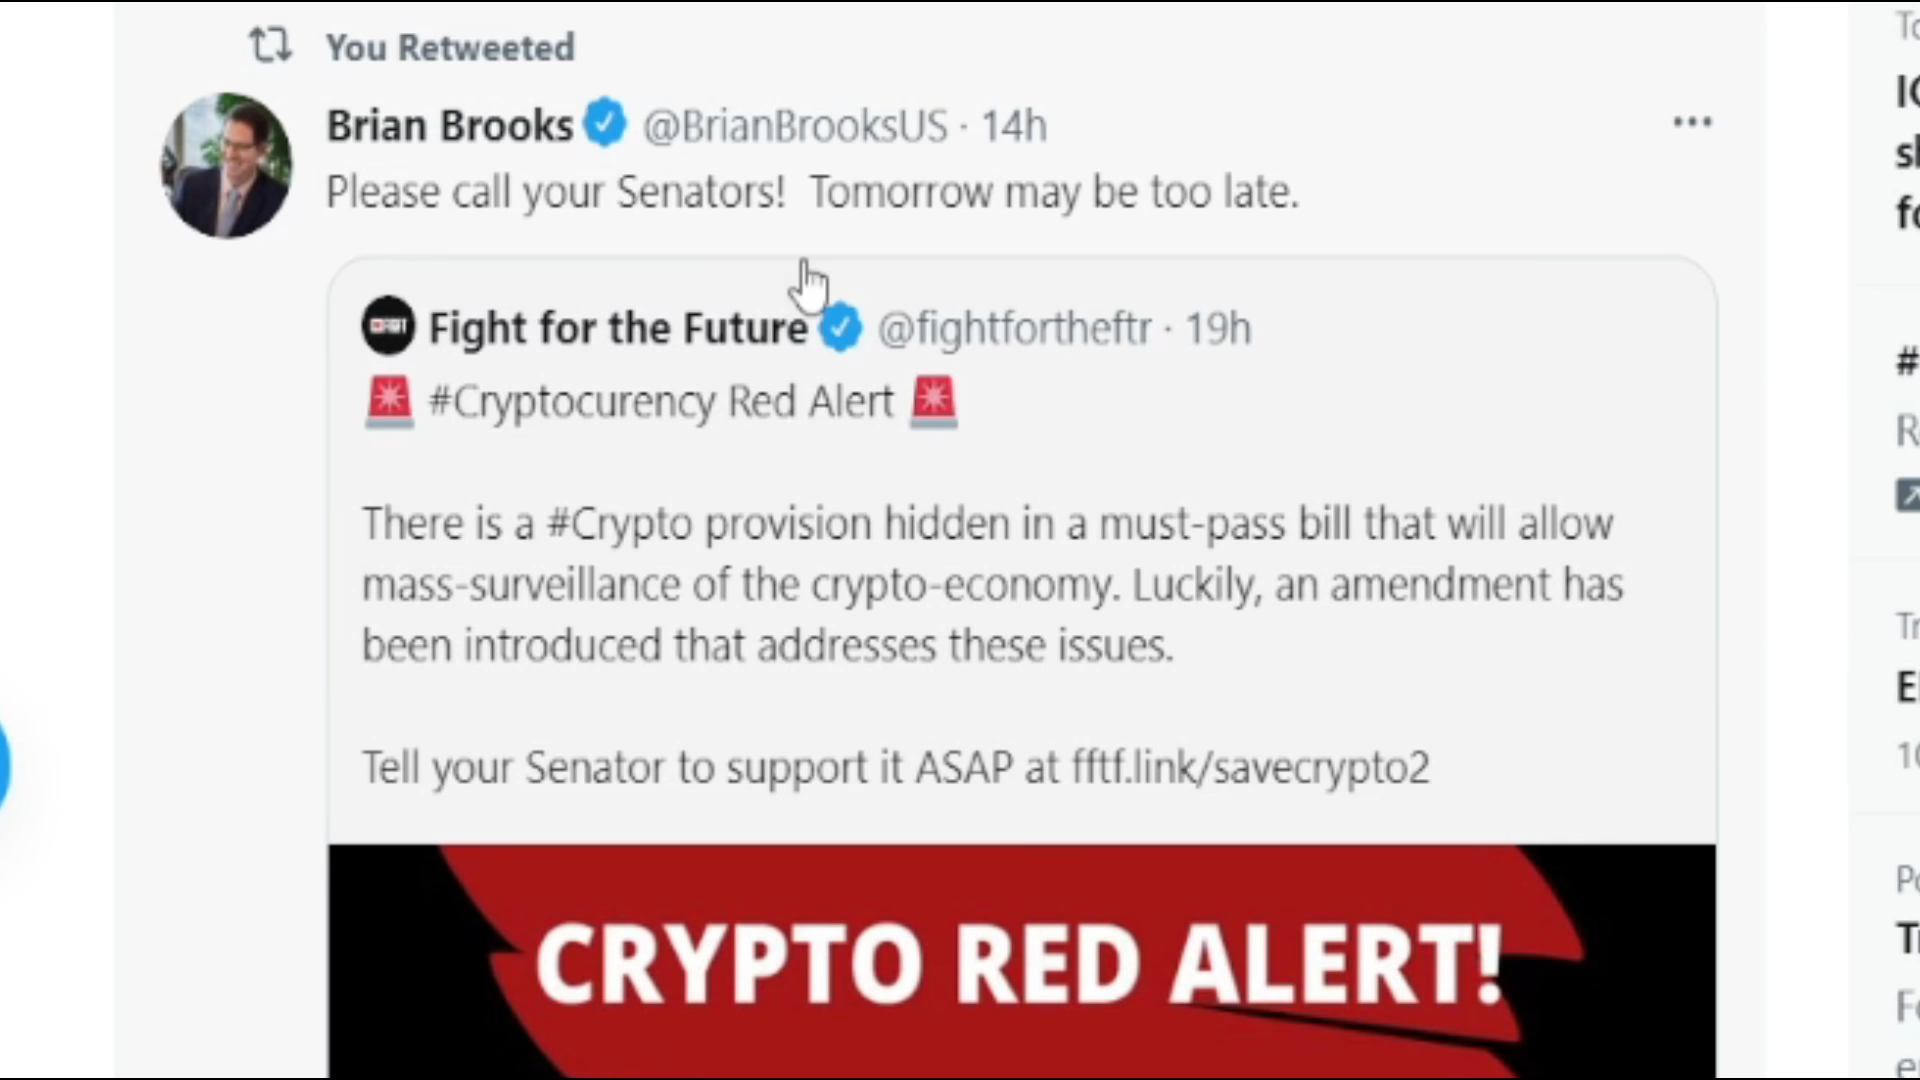 You Retweeted
Brian Brooks @BrianBrooksUS · 14h
Please call your Senators! Tomorrow may be too late.
Fight for the Future @fightfortheftr · 19h
#Cryptocurency Red Alert
There is a #Crypto provision hidden in a must-pass bill that will allow
mass-surveillance of the crypto-economy. Luckily, an amendment has
been introduced that addresses these issues.
Tell your Senator to support it ASAP at fftf.link/savecrypto2
CRYPTO RED ALERT!